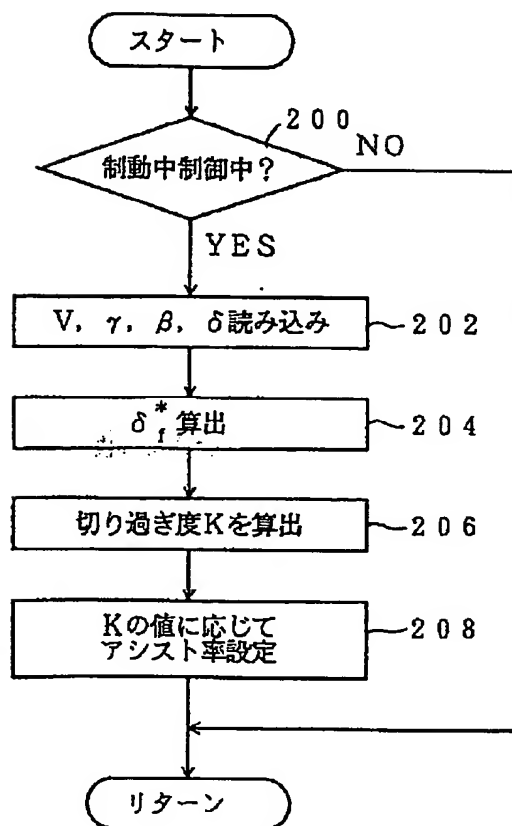 スタート
200
制動中制御中?
NO
YES
V, γ, β, δ読み込み
202
δf*算出
204
切り過ぎ度Kを算出
206
Kの値に応じて
アシスト率設定
208
リターン